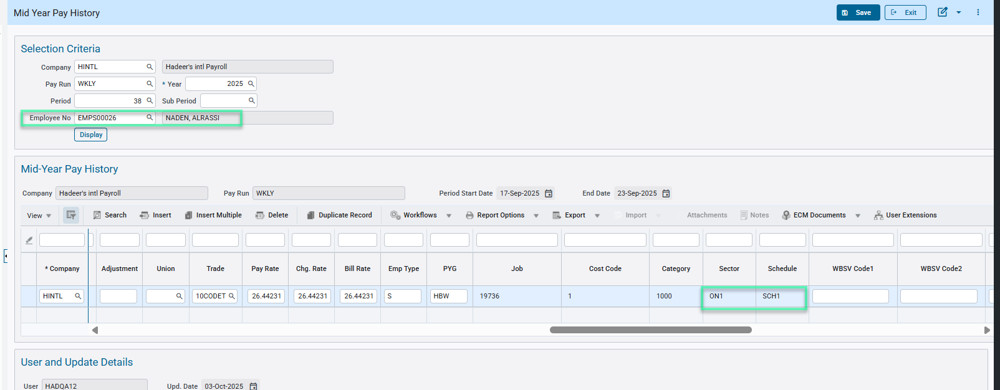 Mid Year Pay History
Save Exit
Selection Criteria
Company HINTL Hadeer's intl Payroll
Pay Run WKLY * Year 2025
Period 38 Sub Period
Employee No EMPS00026 NADEN, ALRASSI
Display
Mid-Year Pay History
Company Hadeer's intl Payroll Pay Run WKLY Period Start Date 17-Sep-2025 End Date 23-Sep-2025
View Search Insert Insert Multiple Delete Duplicate Record Workflows Report Options Export Import Attachments Notes ECM Documents User Extensions
* Company Adjustment Union Trade Pay Rate Chg. Rate Bill Rate Emp Type PYG Job Cost Code Category Sector Schedule WBSV Code1 WBSV Code2
HINTL 10CODET 26.44231 26.44231 26.44231 S HBW 19736 1 1000 ON1 SCH1
User and Update Details
User HADQA12 Upd. Date 03-Oct-2025